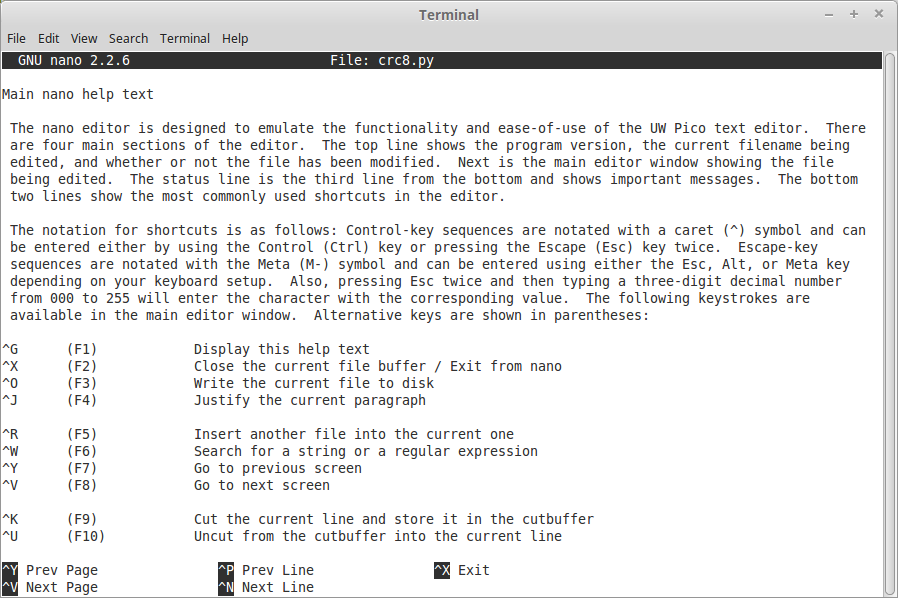 Terminal
File Edit View Search Terminal Help
GNU nano 2.2.6 File: crc8.py
Main nano help text
The nano editor is designed to emulate the functionality and ease-of-use of the UW Pico text editor. There
are four main sections of the editor. The top line shows the program version, the current filename being
edited, and whether or not the file has been modified. Next is the main editor window showing the file
being edited. The status line is the third line from the bottom and shows important messages. The bottom
two lines show the most commonly used shortcuts in the editor.
The notation for shortcuts is as follows: Control-key sequences are notated with a caret (^) symbol and can
be entered either by using the Control (Ctrl) key or pressing the Escape (Esc) key twice. Escape-key
sequences are notated with the Meta (M-) symbol and can be entered using either the Esc, Alt, or Meta key
depending on your keyboard setup. Also, pressing Esc twice and then typing a three-digit decimal number
from 000 to 255 will enter the character with the corresponding value. The following keystrokes are
available in the main editor window. Alternative keys are shown in parentheses:
^G (F1) Display this help text
^X (F2) Close the current file buffer / Exit from nano
^O (F3) Write the current file to disk
^J (F4) Justify the current paragraph
^R (F5) Insert another file into the current one
^W (F6) Search for a string or a regular expression
^Y (F7) Go to previous screen
^V (F8) Go to next screen
^K (F9) Cut the current line and store it in the cutbuffer
^U (F10) Uncut from the cutbuffer into the current line
^Y Prev Page ^P Prev Line ^X Exit
^V Next Page ^N Next Line